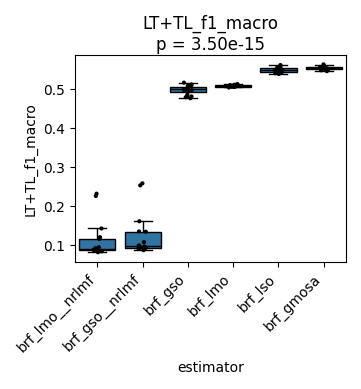 LT+TL_f1_macro
p = 3.50e-15
LT+TL_f1_macro
0.5
0.4
0.3
0.2
0.1
brf_lmo__nrlmf
brf_gso__nrlmf
brf_gso
brf_lmo
brf_lso
brf_gmosa
estimator